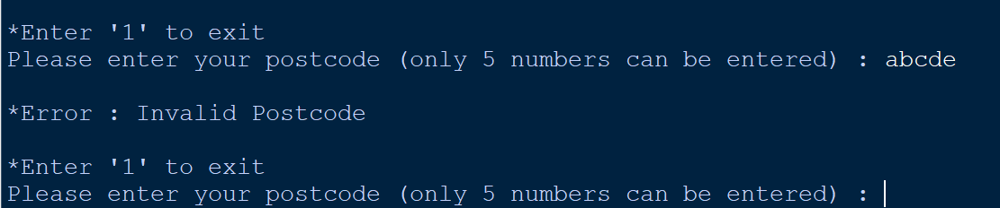 *Enter '1' to exit
Please enter your postcode (only 5 numbers can be entered) : abcde
*Error : Invalid Postcode
*Enter '1' to exit
Please enter your postcode (only 5 numbers can be entered) :